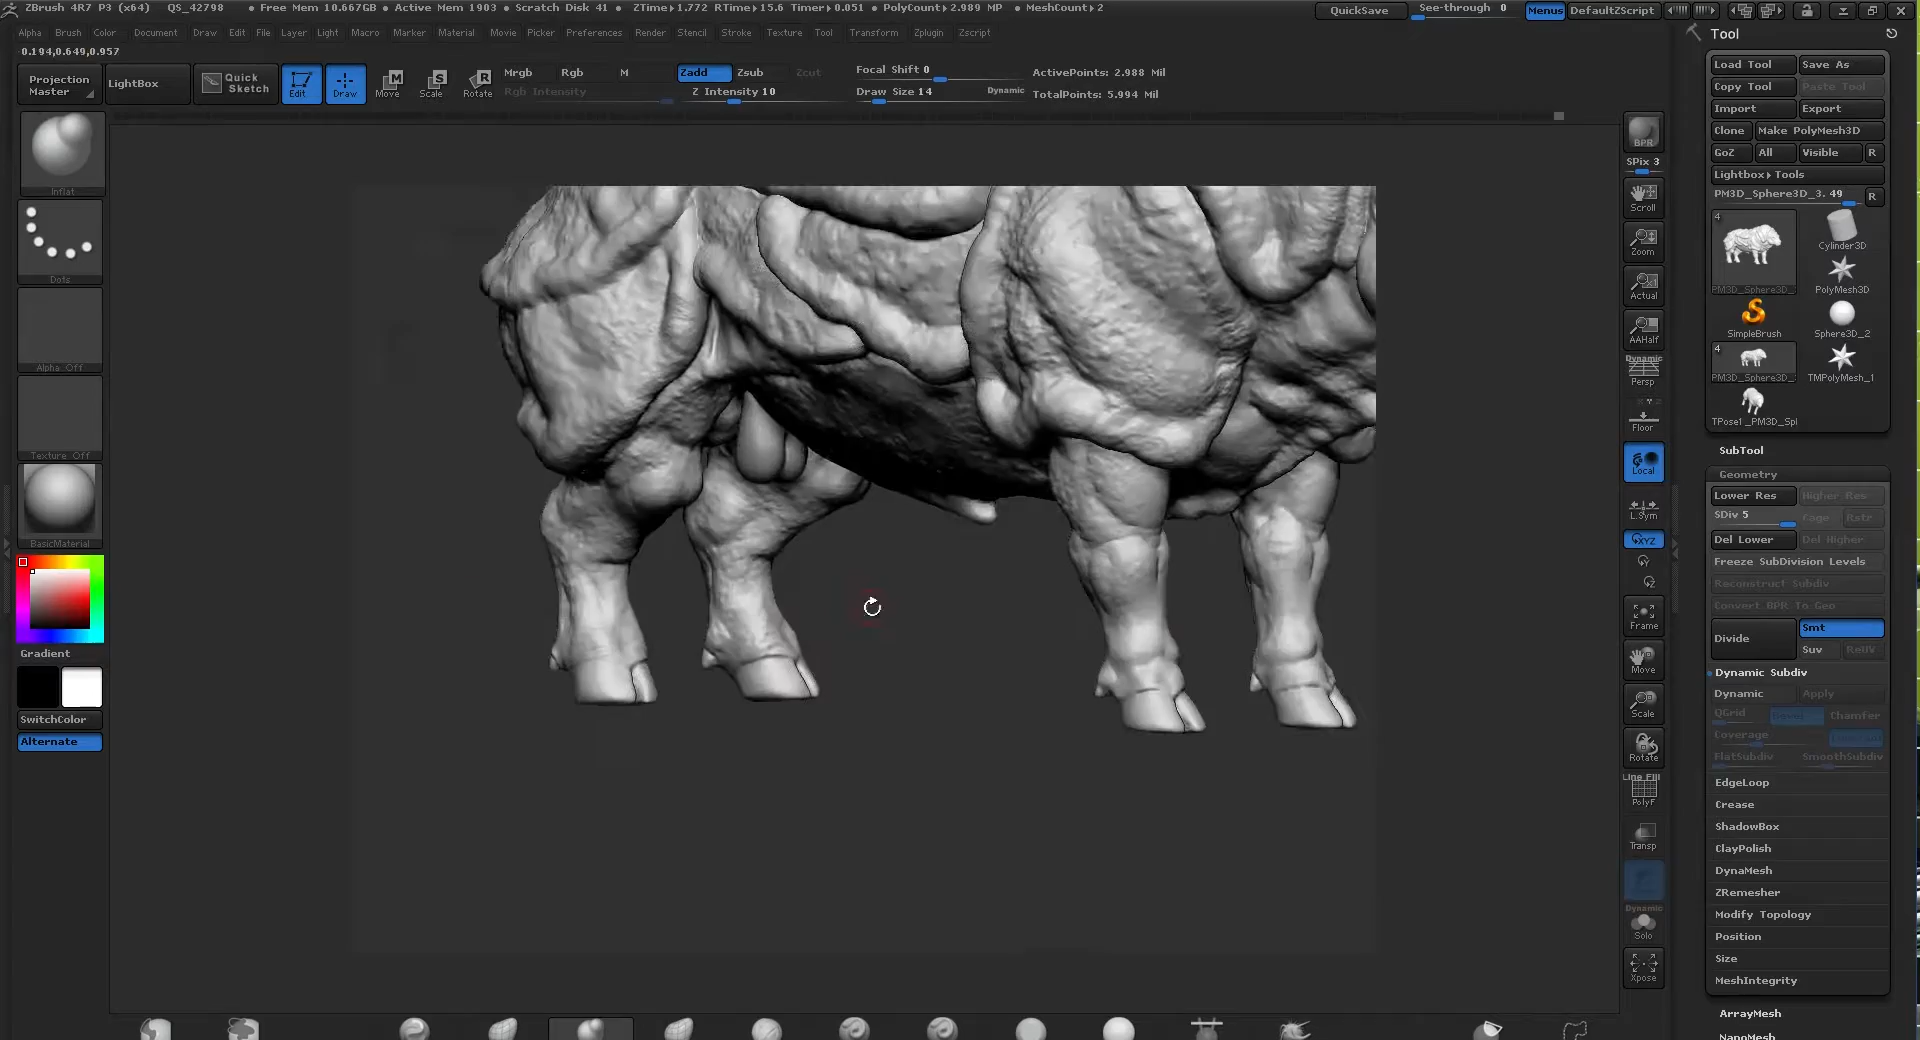 ZBrush 4R7 P3 (x64) QS_42798 ● Free Mem 10.667GB ● Active Mem 1903 ● Scratch Disk 41 ● ZTime▸1.772 RTime▸15.6 Timer▸0.051 ● PolyCount▸2.989 MP ● MeshCount▸2 QuickSave See-through 0 Menus DefaultZScript
Alpha Brush Color Document Draw Edit File Layer Light Macro Marker Material Movie Picker Preferences Render Stencil Stroke Texture Tool Transform Zplugin Zscript
0.194,0.649,0.957
Projection Master
LightBox
Quick Sketch
Edit
Draw
Move
Scale
Rotate
Mrgb Rgb M
Rgb Intensity
Zadd Zsub Zcut
Z Intensity 10
Focal Shift 0
Draw Size 14 Dynamic
ActivePoints: 2.988 Mil
TotalPoints: 5.994 Mil
Inflat
Dots
Alpha Off
Texture Off
BasicMaterial
Gradient
SwitchColor
Alternate
BPR
SPix 3
Scroll
Zoom
Actual
AAHalf
Dynamic
Persp
Floor
Local
L.Sym
XYZ
Frame
Move
Scale
Rotate
Line Fill
PolyF
Transp
Dynamic
Solo
Xpose
Tool
Load Tool Save As
Copy Tool Paste Tool
Import Export
Clone Make PolyMesh3D
GoZ All Visible R
Lightbox▸Tools
PM3D_Sphere3D_3. 49 R
4
PM3D_Sphere3D_
Cylinder3D
PolyMesh3D
SimpleBrush Sphere3D_2
4
PM3D_Sphere3D_ TMPolyMesh_1
TPose1_PM3D_Spl
SubTool
Geometry
Lower Res Higher Res
SDiv 5 Cage Rstr
Del Lower Del Higher
Freeze SubDivision Levels
Reconstruct Subdiv
Convert BPR To Geo
Divide Smt
Suv ReUV
Dynamic Subdiv
Dynamic Apply
QGrid Bevel Chamfer
Coverage
FlatSubdiv SmoothSubdiv
EdgeLoop
Crease
ShadowBox
ClayPolish
DynaMesh
ZRemesher
Modify Topology
Position
Size
MeshIntegrity
ArrayMesh
NanoMesh